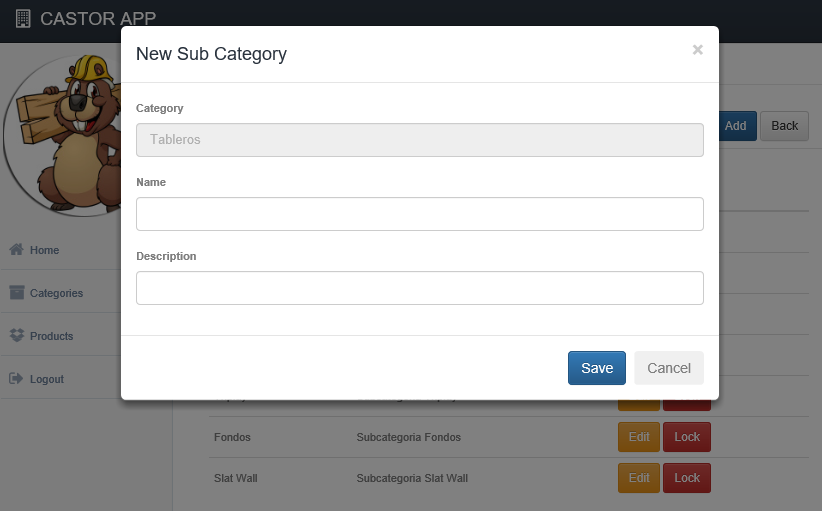 CASTOR APP
New Sub Category
×
Category
Tableros
Name
Description
Save Cancel
Add Back
Home
Categories
Products
Logout
Fondos Subcategoria Fondos Edit Lock
Slat Wall Subcategoria Slat Wall Edit Lock